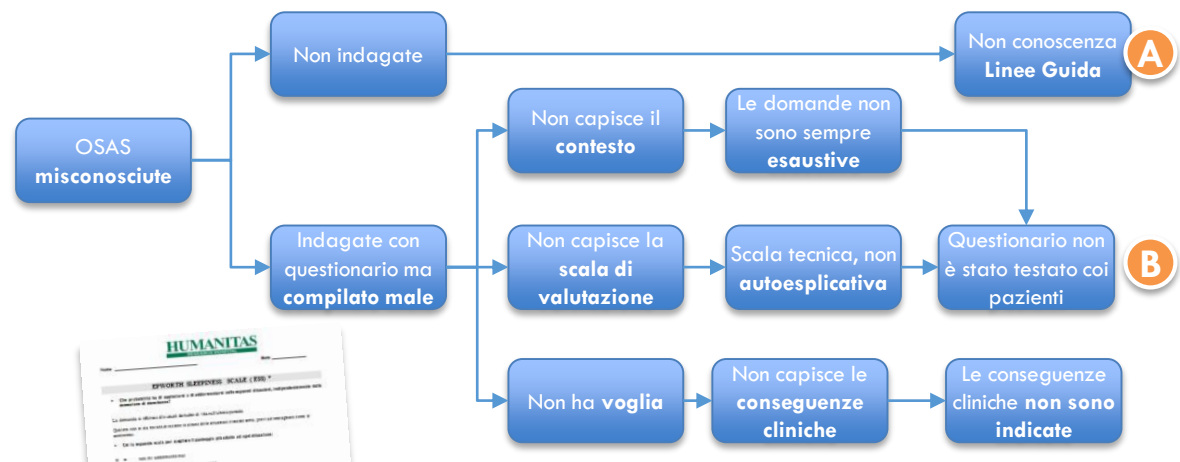 Non indagate
Non conoscenza
Linee Guida
A
OSAS
misconosciute
Non capisce il
contesto
Le domande non
sono sempre
esaustive
Indagate con
questionario ma
compilato male
Non capisce la
scala di
valutazione
Scala tecnica, non
autoesplicativa
Questionario non
è stato testato coi
pazienti
B
Non ha voglia
Non capisce le
conseguenze
cliniche
Le conseguenze
cliniche non sono
indicate
HUMANITAS
EPWORTH SLEEPINESS SCALE (ESS)